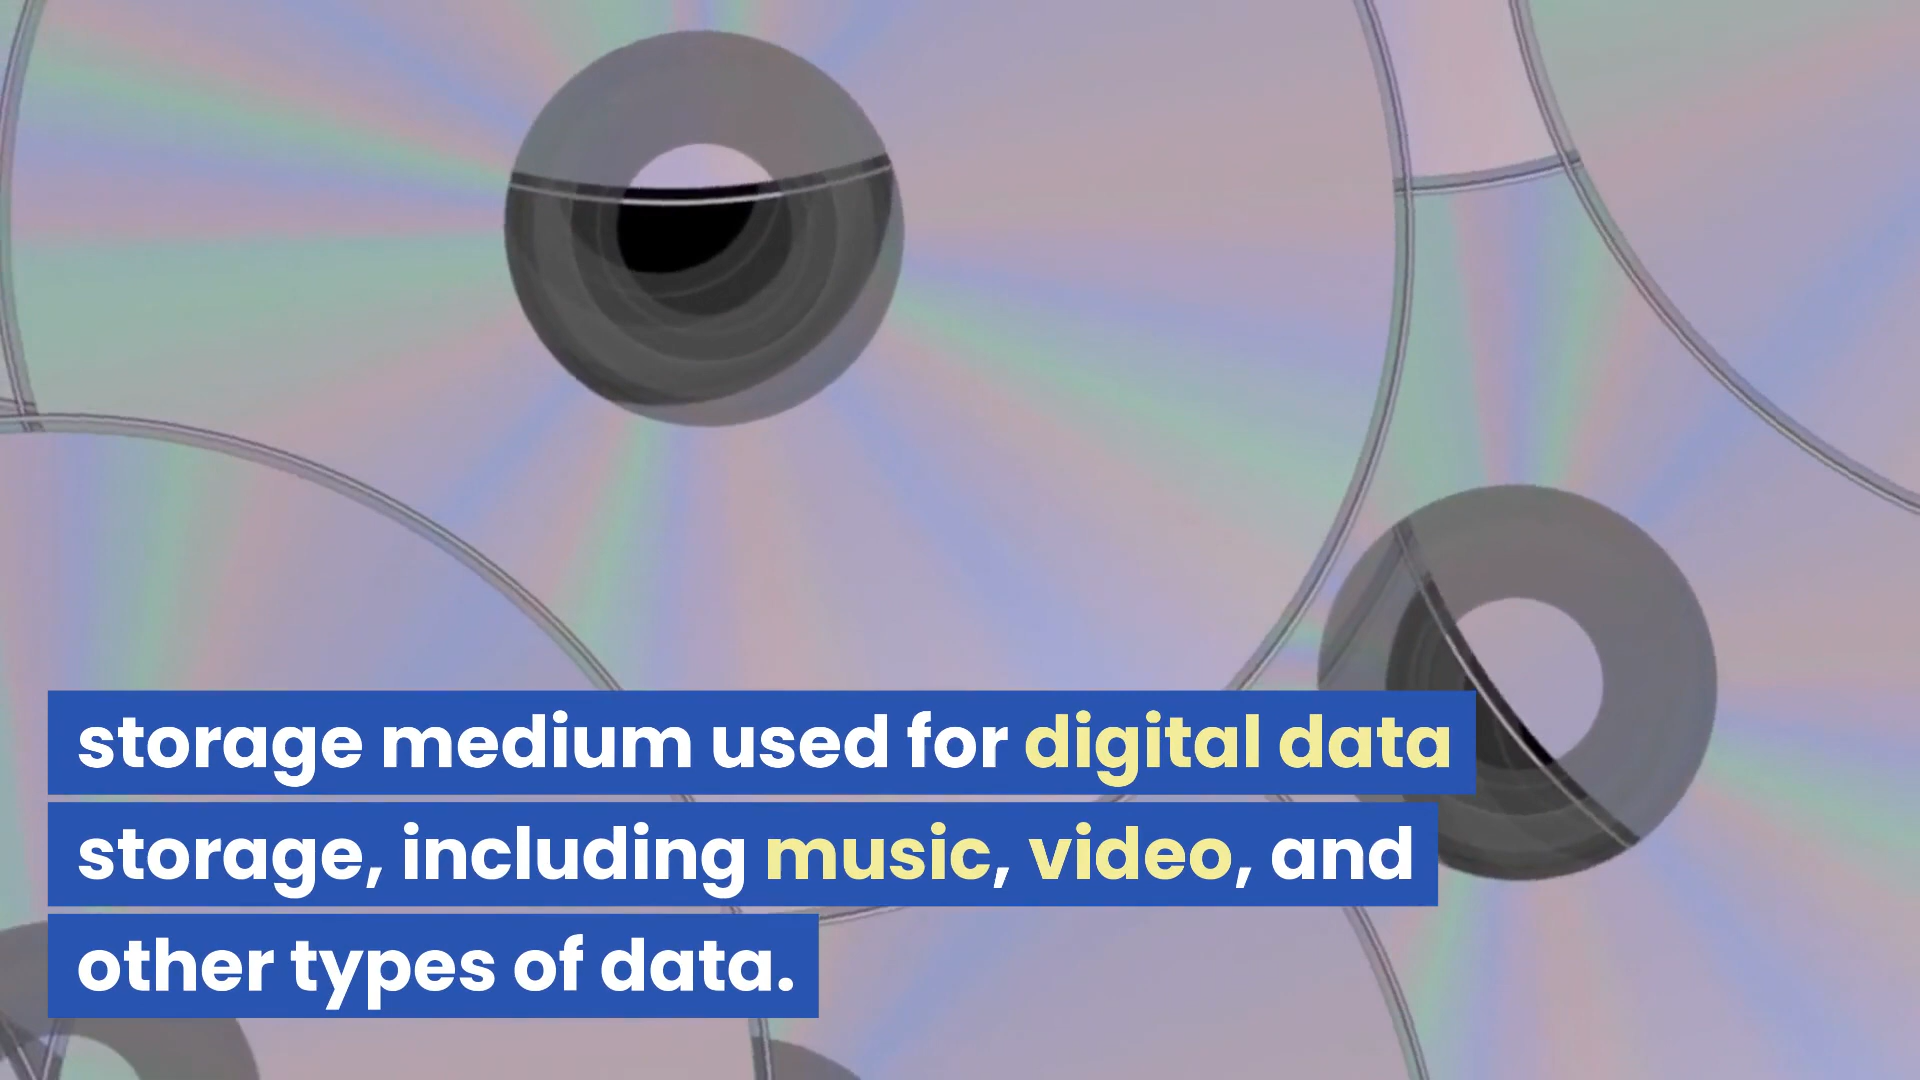 storage medium used for digital data
storage, including music, video, and
other types of data.